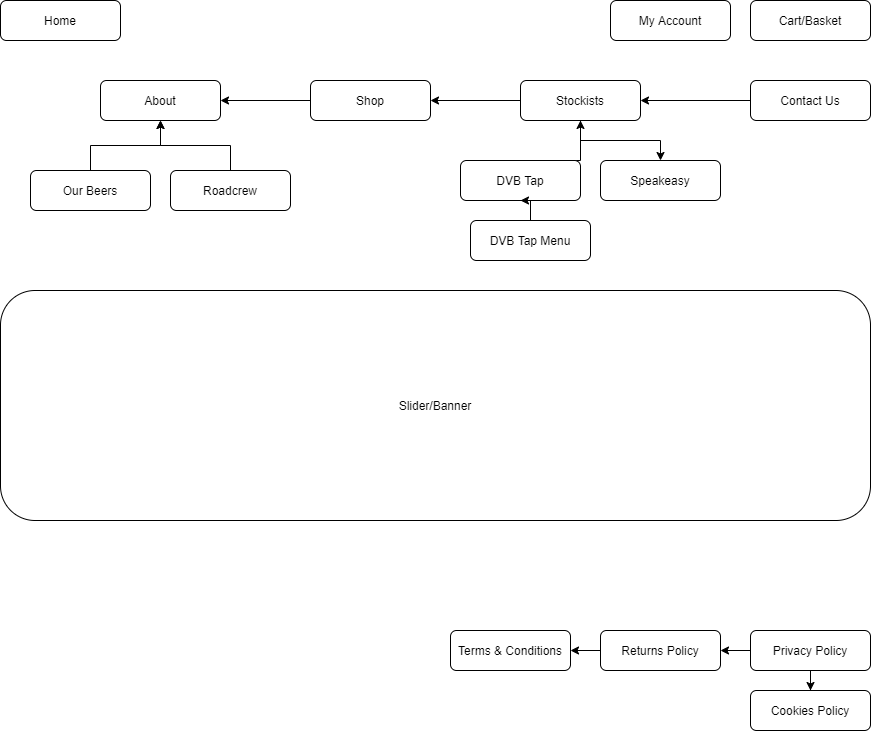 Home
My Account
Cart/Basket
About
Shop
Stockists
Contact Us
Our Beers
Roadcrew
DVB Tap
Speakeasy
DVB Tap Menu
Slider/Banner
Terms & Conditions
Returns Policy
Privacy Policy
Cookies Policy